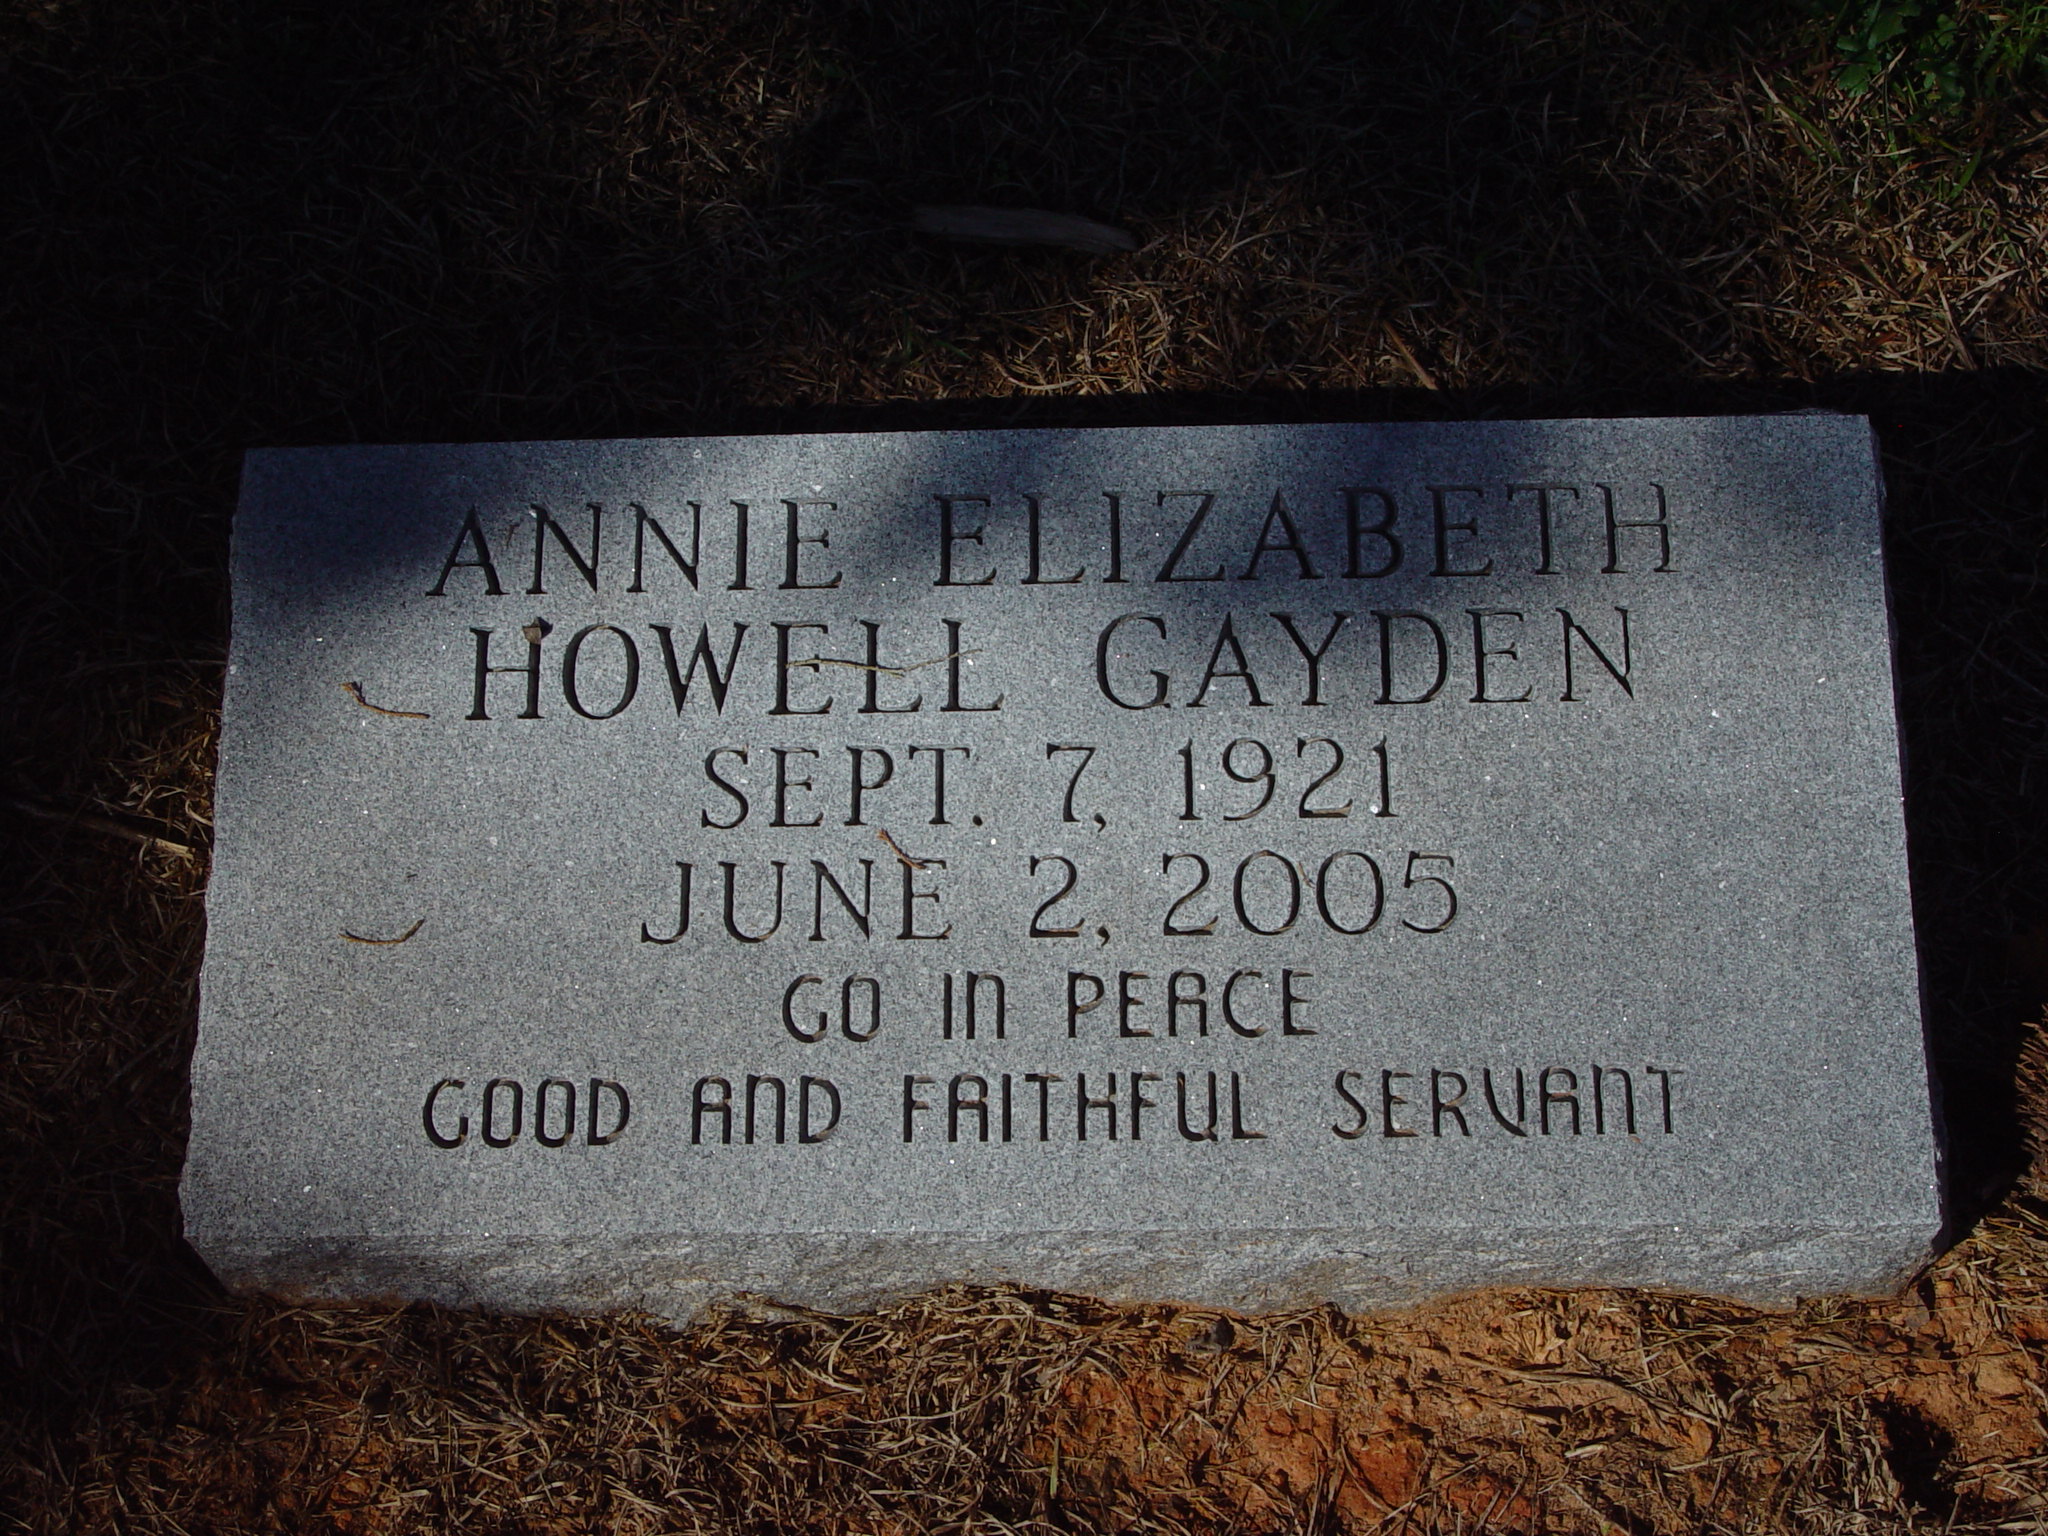 ANNIE ELIZABETH
HOWELL GAYDEN
SEPT. 7, 1921
JUNE 2, 2005
GO IN PEACE
GOOD AND FAITHFUL SERVANT